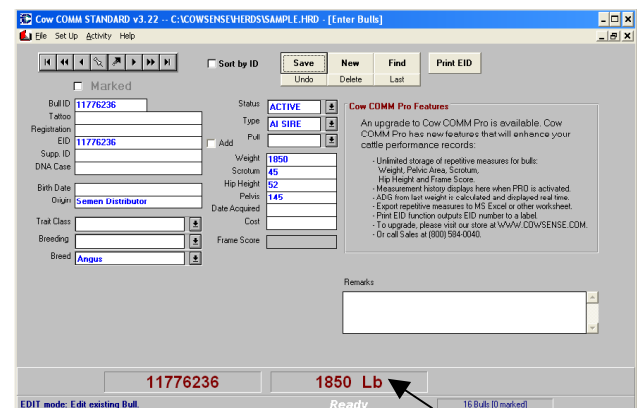 Cow COMM STANDARD v3.22 -- C:\COWSENSE\HERDS\SAMPLE.HRD - [Enter Bulls]
File Set Up Activity Help
Sort by ID Save New Find Print EID
Undo Delete Last
Marked
Bull ID 11776236 Status ACTIVE Cow COMM Pro Features
Tattoo Type AI SIRE An upgrade to Cow COMM Pro is available. Cow
Registration COMM Pro has new features that will enhance your
EID 11776236 Add Pull cattle performance records:
Supp. ID Weight 1850 - Unlimited storage of repetitive measures for bulls:
DNA Case Scrotum 45 Weight, Pelvic Area, Scrotum,
Hip Height 52 Hip Height and Frame Score.
Birth Date Pelvis 145 - Measurement history displays here when PRO is activated.
Origin Semen Distributor Date Acquired - ADG from last weight is calculated and displayed real time.
Cost - Export repetitive measures to MS Excel or other worksheet.
Trait Class - Print EID function outputs EID number to a label.
Breeding Frame Score - To upgrade, please visit our store at WWW.COWSENSE.COM.
- Or call Sales at (800) 584-0040.
Breed Angus
Remarks
11776236 1850 Lb
EDIT mode: Edit existing Bull. Ready 16 Bulls [0 marked]